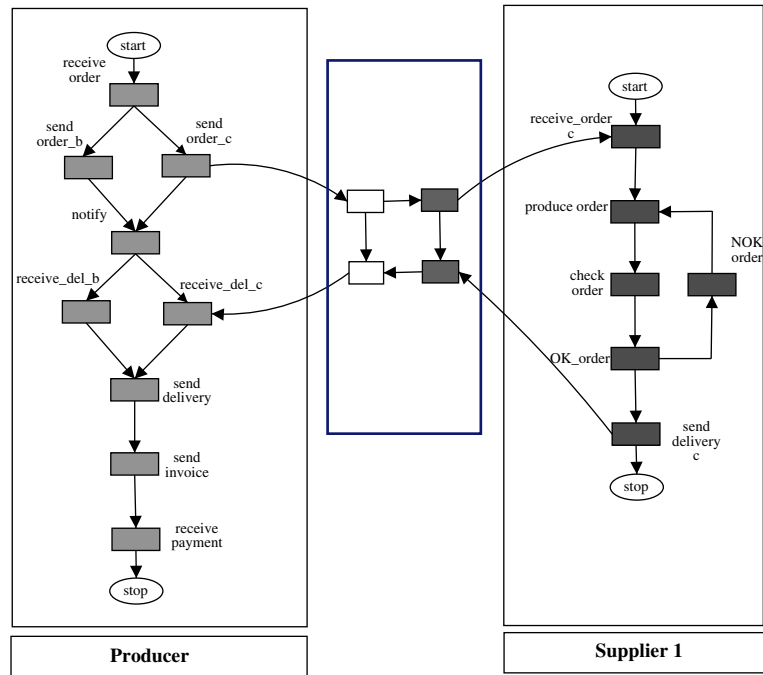 start
receive
order
send
order_b
send
order_c
notify
receive_del_b
receive_del_c
send
delivery
send
invoice
receive
payment
stop
Producer
start
receive_order
c
produce order
NOK
order
check
order
OK_order
send
delivery
c
stop
Supplier 1